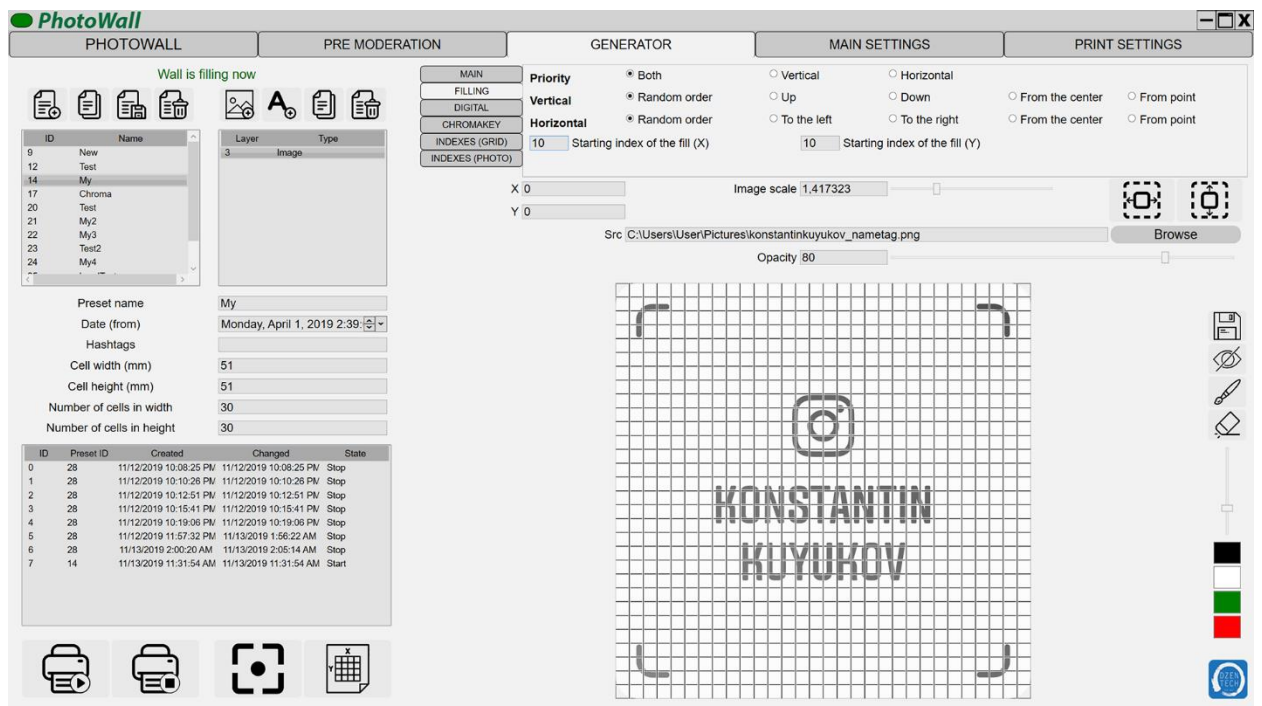 PhotoWall
PHOTOWALL PRE MODERATION GENERATOR MAIN SETTINGS PRINT SETTINGS
Wall is filling now
ID Name
9 New
12 Test
14 My
17 Chroma
20 Test
21 My2
22 My3
23 Test2
24 My4
Layer Type
3 Image
MAIN
FILLING
DIGITAL
CHROMAKEY
INDEXES (GRID)
INDEXES (PHOTO)
Priority Both Vertical Horizontal
Vertical Random order Up Down From the center From point
Horizontal Random order To the left To the right From the center From point
10 Starting index of the fill (X) 10 Starting index of the fill (Y)
X 0 Image scale 1,417323
Y 0
Src C:\Users\User\Pictures\konstantinkuyukov_nametag.png Browse
Opacity 80
Preset name My
Date (from) Monday, April 1, 2019 2:39:
Hashtags
Cell width (mm) 51
Cell height (mm) 51
Number of cells in width 30
Number of cells in height 30
ID Preset ID Created Changed State
0 28 11/12/2019 10:08:25 PM 11/12/2019 10:08:25 PM Stop
1 28 11/12/2019 10:10:26 PM 11/12/2019 10:10:26 PM Stop
2 28 11/12/2019 10:12:51 PM 11/12/2019 10:12:51 PM Stop
3 28 11/12/2019 10:15:41 PM 11/12/2019 10:15:41 PM Stop
4 28 11/12/2019 10:19:06 PM 11/12/2019 10:19:06 PM Stop
5 28 11/12/2019 11:57:32 PM 11/13/2019 1:56:22 AM Stop
6 28 11/13/2019 2:00:20 AM 11/13/2019 2:05:14 AM Stop
7 14 11/13/2019 11:31:54 AM 11/13/2019 11:31:54 AM Start
KONSTANTIN
KUYUKOV
X
Y
DZEN
TECH